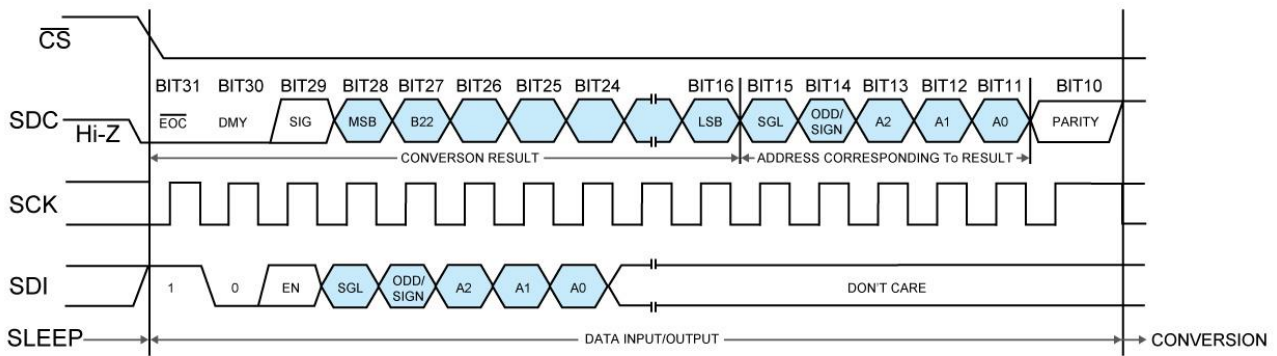 CS
BIT31 BIT30 BIT29 BIT28 BIT27 BIT26 BIT25 BIT24 BIT16 BIT15 BIT14 BIT13 BIT12 BIT11 BIT10
SDC Hi-Z EOC DMY SIG MSB B22 LSB SGL ODD/ SIGN A2 A1 A0 PARITY
CONVERSON RESULT ADDRESS CORRESPONDING To RESULT
SCK
SDI 1 0 EN SGL ODD/ SIGN A2 A1 A0 DON'T CARE
SLEEP DATA INPUT/OUTPUT CONVERSION